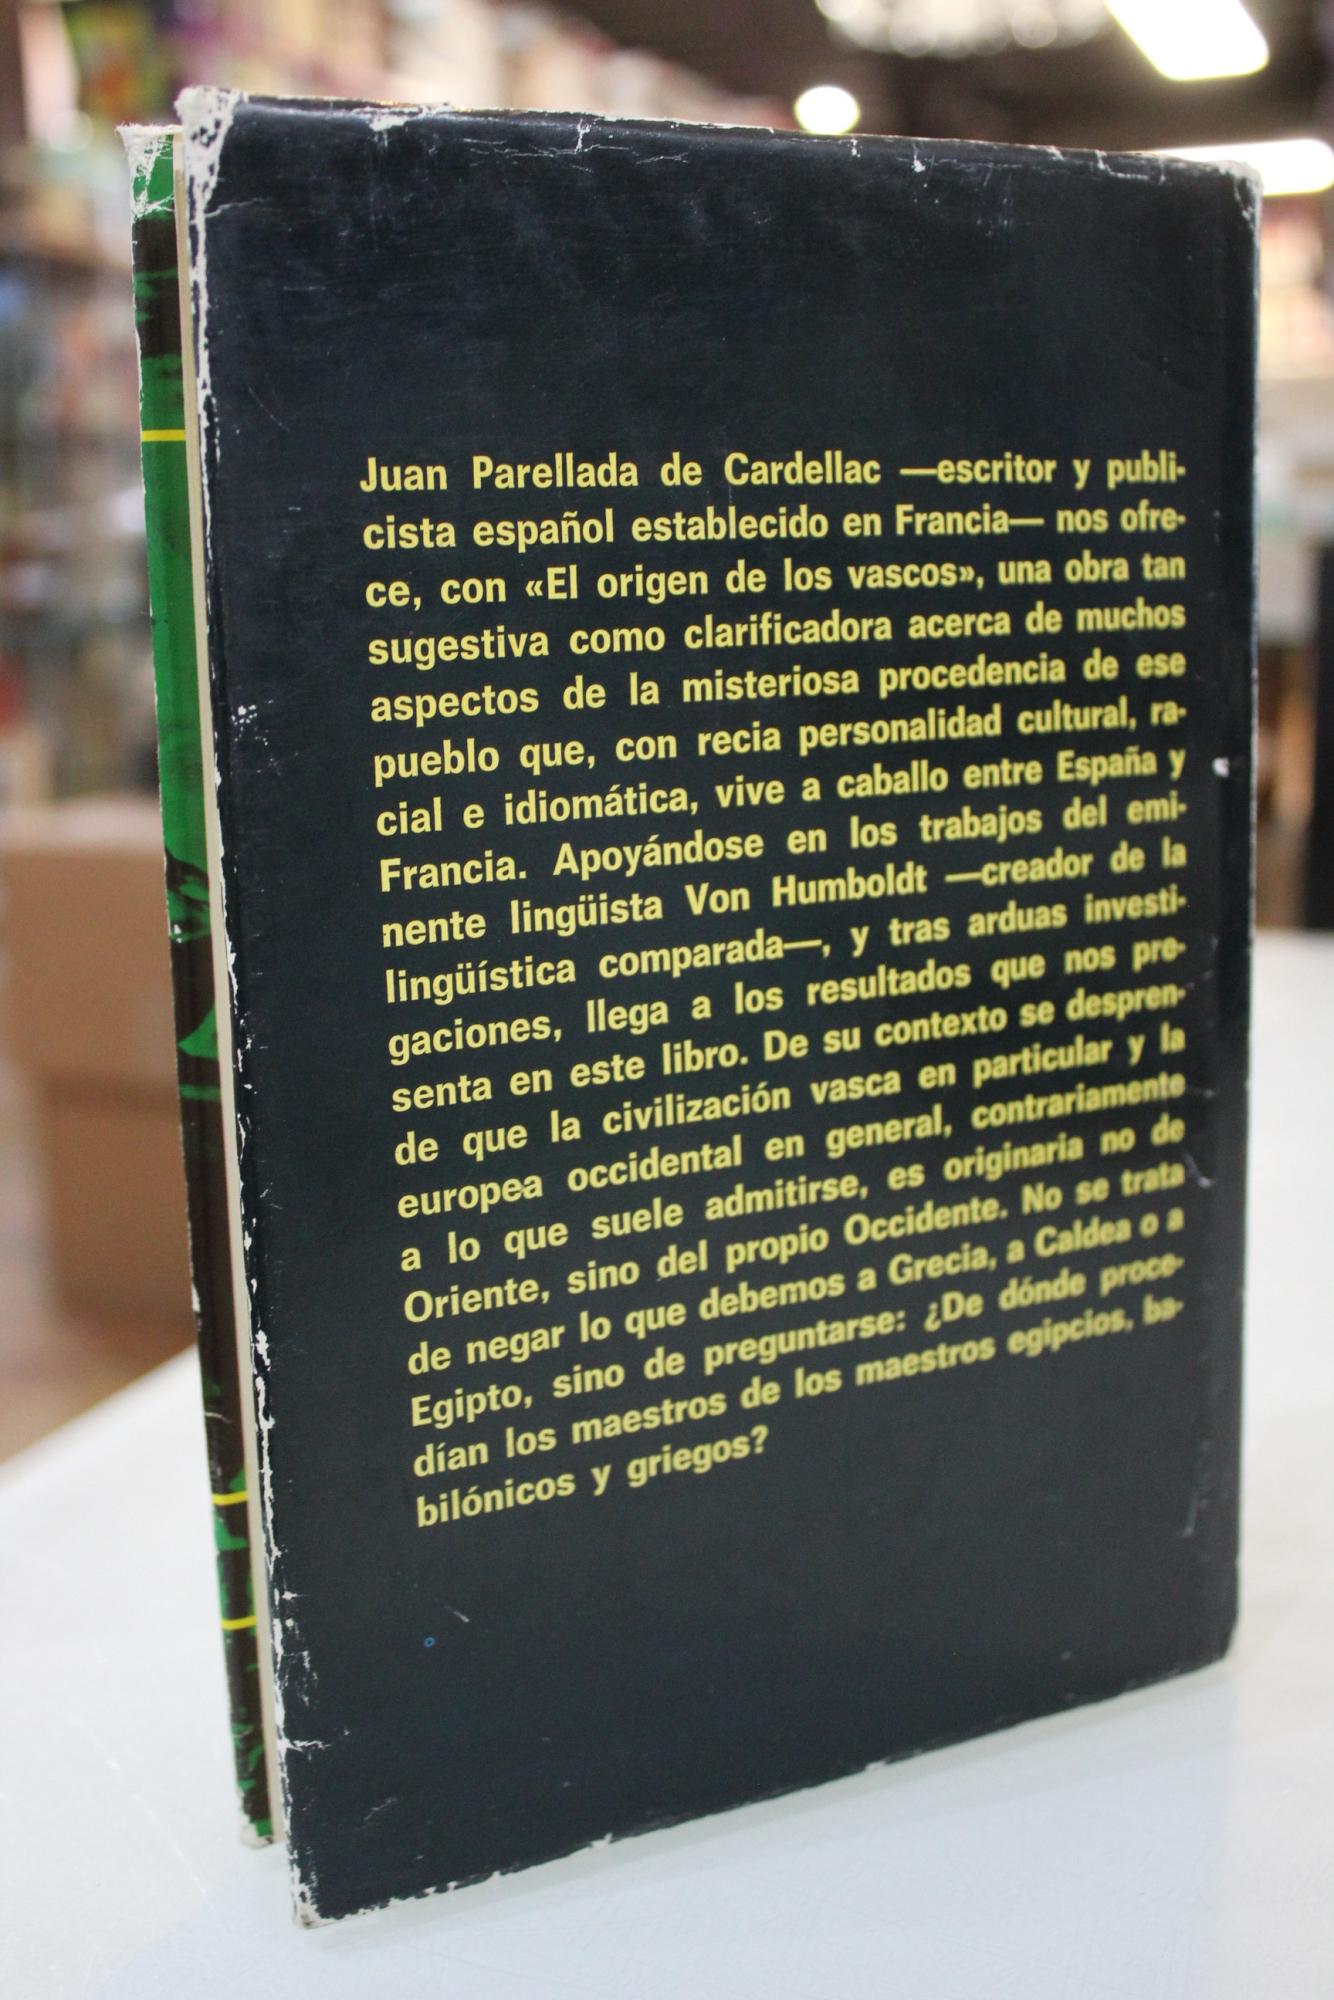 Juan Parellada de Cardellac —escritor y publi-
cista español establecido en Francia— nos ofre-
ce, con «El origen de los vascos», una obra tan
sugestiva como clarificadora acerca de muchos
aspectos de la misteriosa procedencia de ese
pueblo que, con recia personalidad cultural, ra-
cial e idiomática, vive a caballo entre España y
Francia. Apoyándose en los trabajos del emi-
nente lingüista Von Humboldt —creador de la
lingüística comparada—, y tras arduas investi-
gaciones, llega a los resultados que nos pre-
senta en este libro. De su contexto se despren-
de que la civilización vasca en particular y la
europea occidental en general, contrariamente
a lo que suele admitirse, es originaria no de
Oriente, sino del propio Occidente. No se trata
de negar lo que debemos a Grecia, a Caldea o a
Egipto, sino de preguntarse: ¿De dónde proce-
dían los maestros de los maestros egipcios, ba-
bilónicos y griegos?